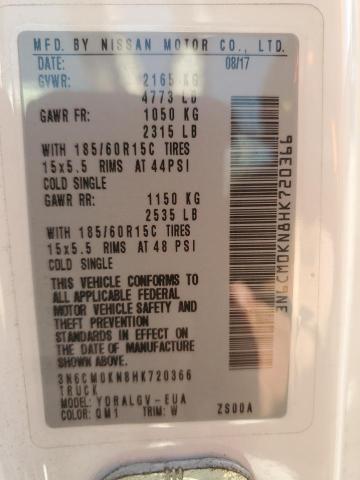 MFD. BY NISSAN MOTOR CO., LTD.
DATE: 08/17
GVWR: 2165 KG
4773 LB
GAWR FR: 1050 KG
2315 LB
WITH 185/60R15C TIRES
15x5.5 RIMS AT 44PSI
COLD SINGLE
GAWR RR: 1150 KG
2535 LB
WITH 185/60R15C TIRES
15x5.5 RIMS AT 48 PSI
COLD SINGLE
THIS VEHICLE CONFORMS TO
ALL APPLICABLE FEDERAL
MOTOR VEHICLE SAFETY AND
THEFT PREVENTION
STANDARDS IN EFFECT ON
THE DATE OF MANUFACTURE
SHOWN ABOVE.
3N6CM0KN8HK720366
TRUCK
MODEL: YDRALGV-EUA
COLOR: QM1 TRIM: W ZS00A
3N6CM0KN8HK720366